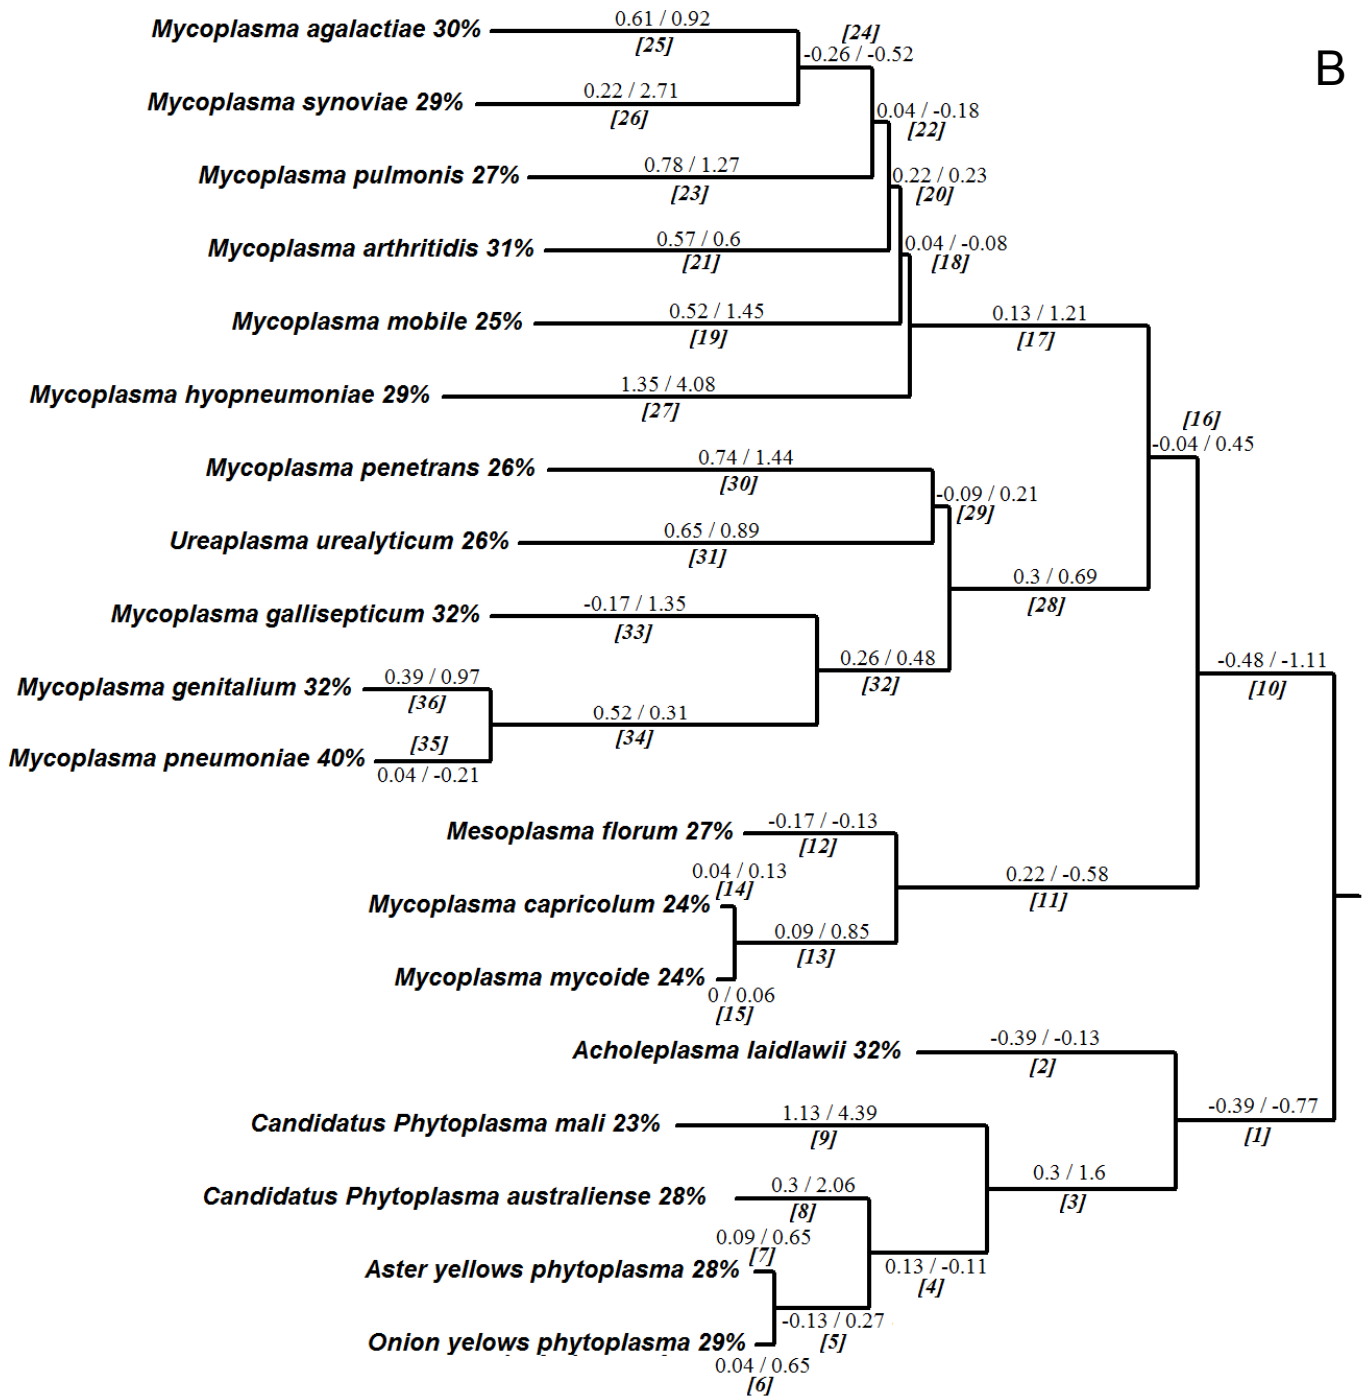 0.61 / 0.92
[24]
Mycoplasma agalactiae 30%
[25]
-0.26 / -0.52
B
0.22 / 2.71
Mycoplasma synoviae 29%
[26]
0.04 / -0.18
[22]
0.78 / 1.27
Mycoplasma pulmonis 27%
[23]
0.22 / 0.23
[20]
0.57 / 0.6
Mycoplasma arthritidis 31%
[21]
0.04 / -0.08
[18]
0.52 / 1.45
Mycoplasma mobile 25%
[19]
0.13 / 1.21
[17]
1.35 / 4.08
Mycoplasma hyopneumoniae 29%
[27]
[16]
-0.04 / 0.45
0.74 / 1.44
Mycoplasma penetrans 26%
[30]
-0.09 / 0.21
[29]
0.65 / 0.89
Ureaplasma urealyticum 26%
[31]
0.3 / 0.69
[28]
-0.17 / 1.35
Mycoplasma gallisepticum 32%
[33]
0.26 / 0.48
[32]
-0.48 / -1.11
[10]
0.39 / 0.97
Mycoplasma genitalium 32%
[36]
0.52 / 0.31
[34]
[35]
Mycoplasma pneumoniae 40%
0.04 / -0.21
-0.17 / -0.13
Mesoplasma florum 27%
[12]
0.04 / 0.13
[14]
0.22 / -0.58
[11]
Mycoplasma capricolum 24%
0.09 / 0.85
[13]
Mycoplasma mycoide 24%
0 / 0.06
[15]
-0.39 / -0.13
Acholeplasma laidlawii 32%
[2]
-0.39 / -0.77
[1]
1.13 / 4.39
Candidatus Phytoplasma mali 23%
[9]
0.3 / 1.6
[3]
0.3 / 2.06
Candidatus Phytoplasma australiense 28%
[8]
0.09 / 0.65
[7]
Aster yellows phytoplasma 28%
0.13 / -0.11
[4]
-0.13 / 0.27
[5]
Onion yelows phytoplasma 29%
0.04 / 0.65
[6]